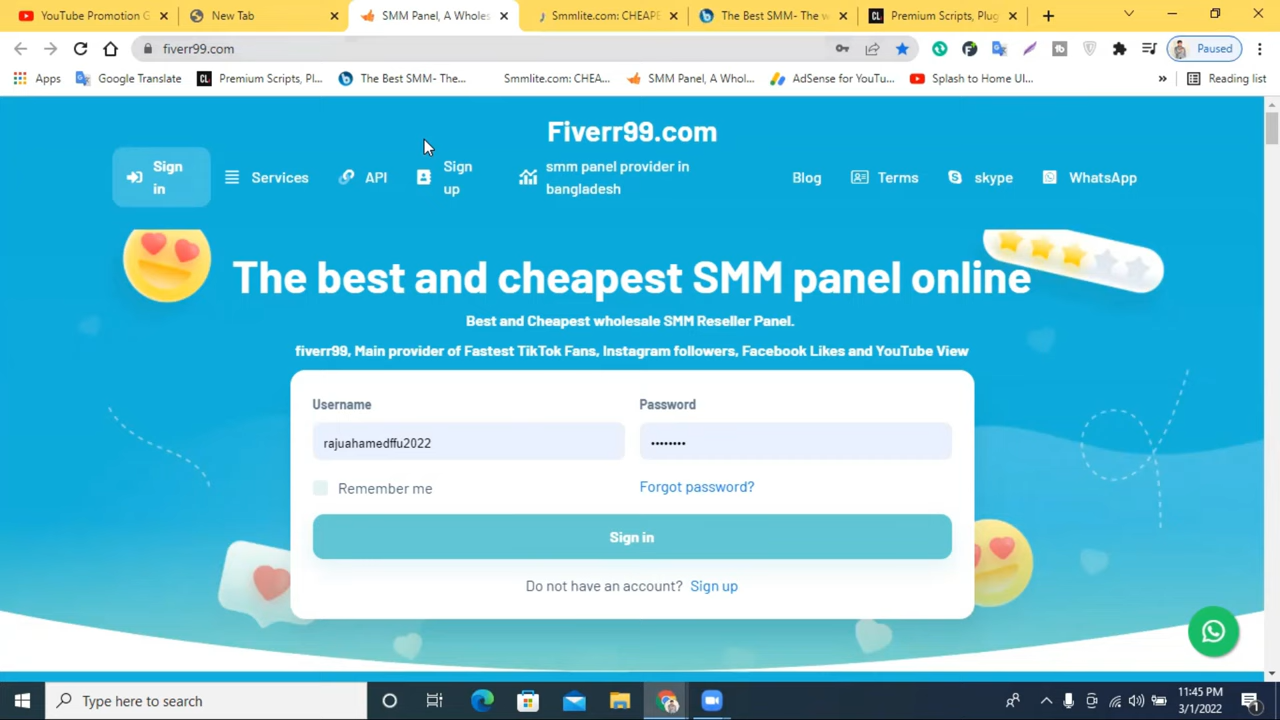 YouTube Promotion G
New Tab
SMM Panel, A Wholes
Smmlite.com: CHEAPE
The Best SMM- The w
Premium Scripts, Plug
fiverr99.com
Paused
Apps
Google Translate
Premium Scripts, Pl...
The Best SMM- The...
Smmlite.com: CHEA...
SMM Panel, A Whol...
AdSense for YouTu...
Splash to Home UI...
»
Reading list
Fiverr99.com
Sign in
Services
API
Sign up
smm panel provider in bangladesh
Blog
Terms
skype
WhatsApp
The best and cheapest SMM panel online
Best and Cheapest wholesale SMM Reseller Panel.
fiverr99, Main provider of Fastest TikTok Fans, Instagram followers, Facebook Likes and YouTube View
Username
Password
rajuahamedffu2022
••••••••
Remember me
Forgot password?
Sign in
Do not have an account? Sign up
Type here to search
11:45 PM
3/1/2022
1